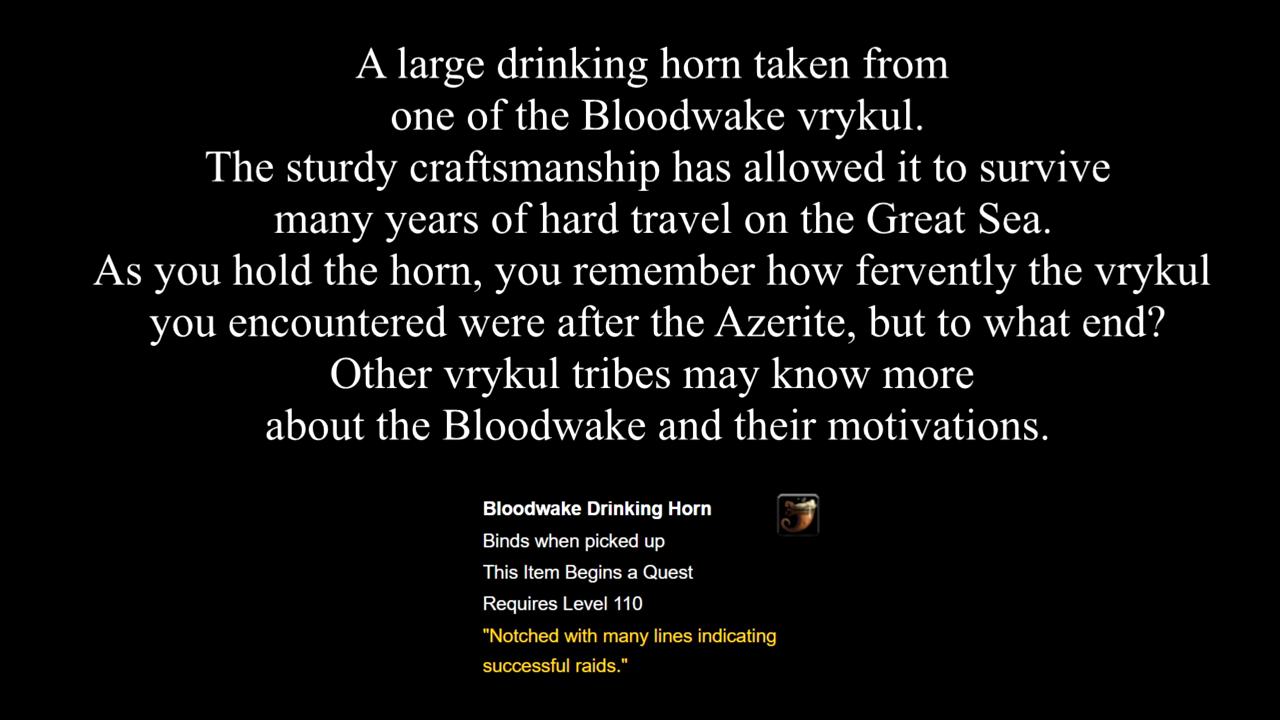 A large drinking horn taken from
one of the Bloodwake vrykul.
The sturdy craftsmanship has allowed it to survive
many years of hard travel on the Great Sea.
As you hold the horn, you remember how fervently the vrykul
you encountered were after the Azerite, but to what end?
Other vrykul tribes may know more
about the Bloodwake and their motivations.
Bloodwake Drinking Horn
Binds when picked up
This Item Begins a Quest
Requires Level 110
"Notched with many lines indicating
successful raids."